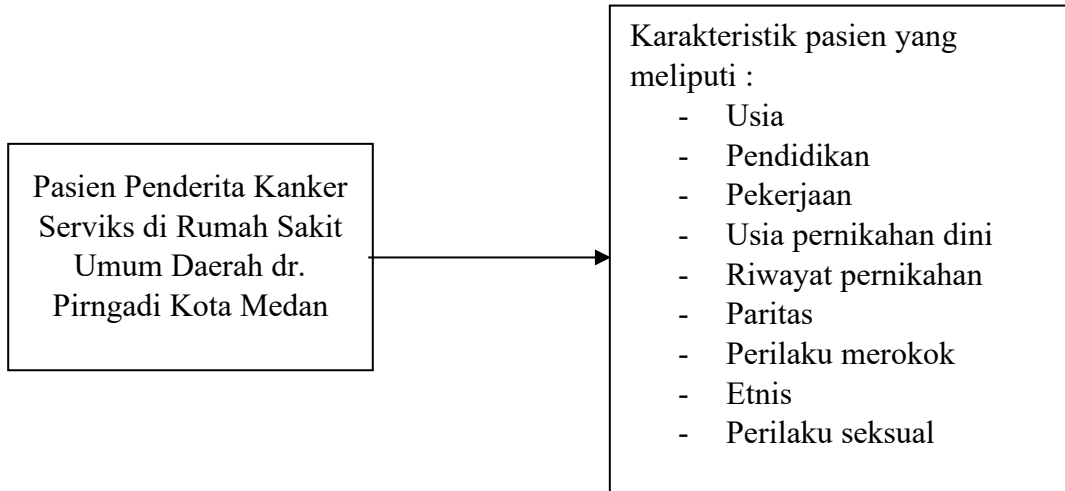 Pasien Penderita Kanker
Serviks di Rumah Sakit
Umum Daerah dr.
Pirngadi Kota Medan
Karakteristik pasien yang
meliputi :
- Usia
- Pendidikan
- Pekerjaan
- Usia pernikahan dini
- Riwayat pernikahan
- Paritas
- Perilaku merokok
- Etnis
- Perilaku seksual